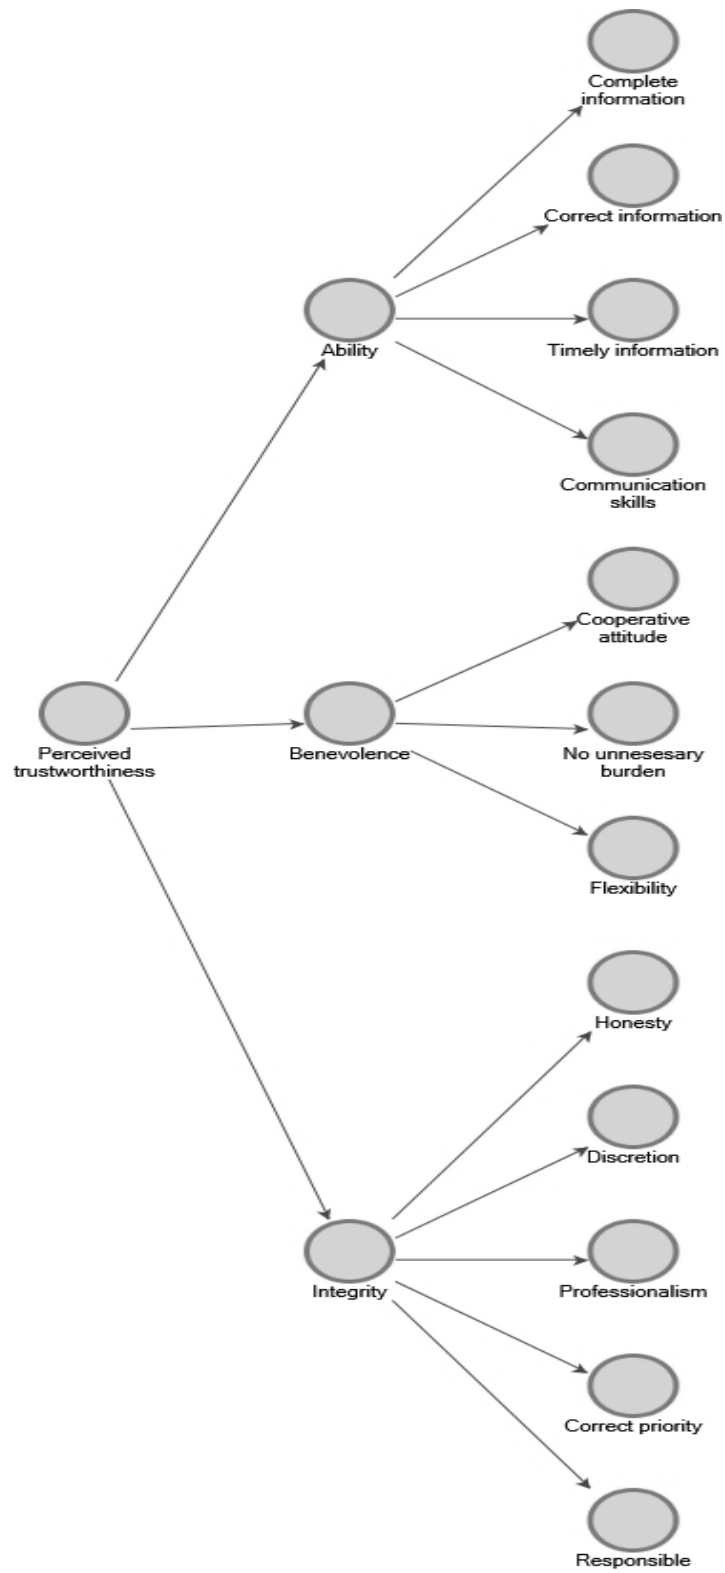 Complete
information
Correct information
Ability
Timely information
Communication
skills
Cooperative
attitude
Perceived
trustworthiness
Benevolence
No unnesesary
burden
Flexibility
Honesty
Discretion
Integrity
Professionalism
Correct priority
Responsible